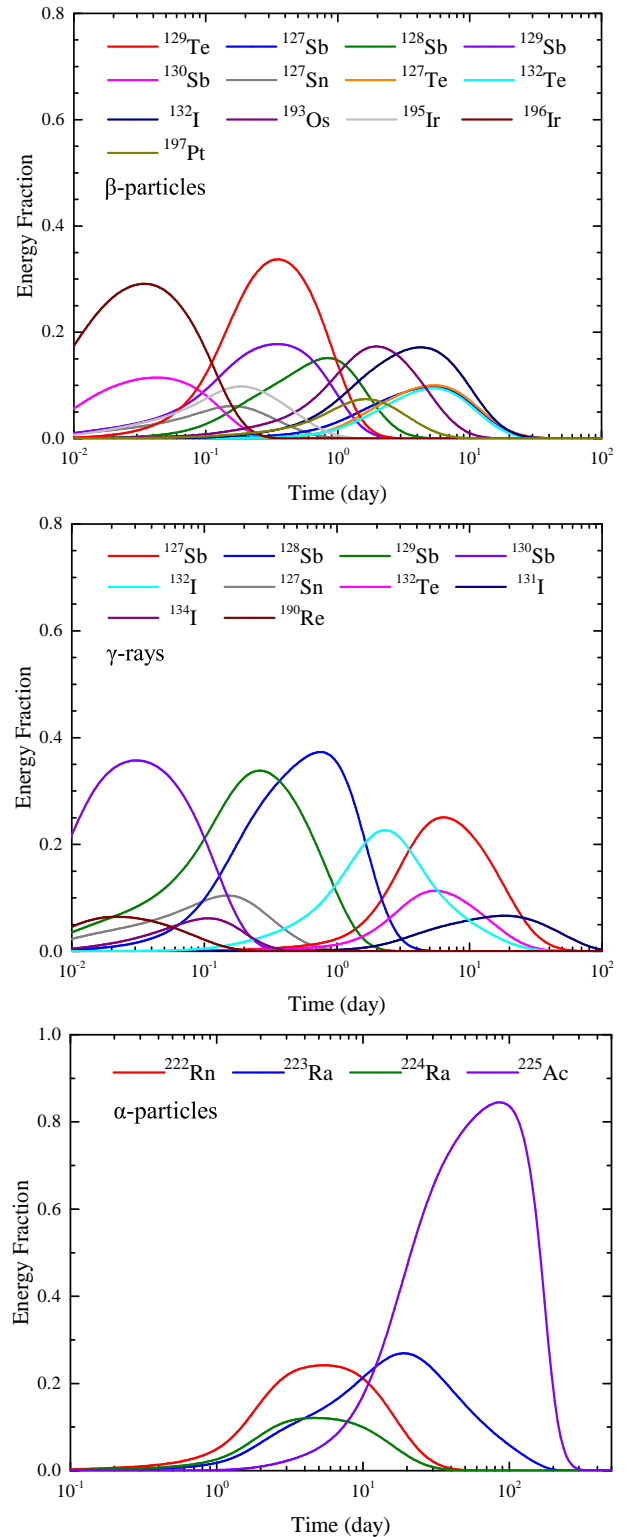 0.8
¹²⁹Te ¹²⁷Sb ¹²⁸Sb ¹²⁹Sb
¹³⁰Sb ¹²⁷Sn ¹²⁷Te ¹³²Te
0.6
¹³²I ¹⁹³Os ¹⁹⁵Ir ¹⁹⁶Ir
¹⁹⁷Pt
β-particles
0.4
Energy Fraction
0.2
0.0
10⁻² 10⁻¹ 10⁰ 10¹ 10²
Time (day)
0.8
¹²⁷Sb ¹²⁸Sb ¹²⁹Sb ¹³⁰Sb
¹³²I ¹²⁷Sn ¹³²Te ¹³¹I
¹³⁴I ¹⁹⁰Re
0.6
γ-rays
0.4
Energy Fraction
0.2
0.0
10⁻² 10⁻¹ 10⁰ 10¹ 10²
Time (day)
1.0
²²²Rn ²²³Ra ²²⁴Ra ²²⁵Ac
α-particles
0.8
0.6
Energy Fraction
0.4
0.2
0.0
10⁻¹ 10⁰ 10¹ 10²
Time (day)